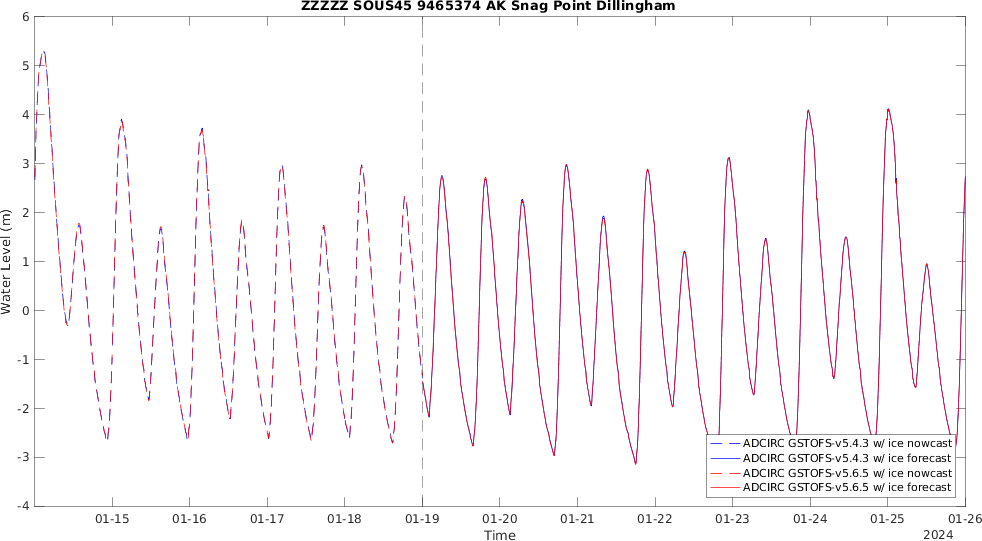 ZZZZZ SOUS45 9465374 AK Snag Point Dillingham
6
5
4
3
2
1
0
-1
-2
-3
-4
Water Level (m)
ADCIRC GSTOFS-v5.4.3 w/ ice nowcast
ADCIRC GSTOFS-v5.4.3 w/ ice forecast
ADCIRC GSTOFS-v5.6.5 w/ ice nowcast
ADCIRC GSTOFS-v5.6.5 w/ ice forecast
01-15 01-16 01-17 01-18 01-19 01-20 01-21 01-22 01-23 01-24 01-25 01-26
Time
2024